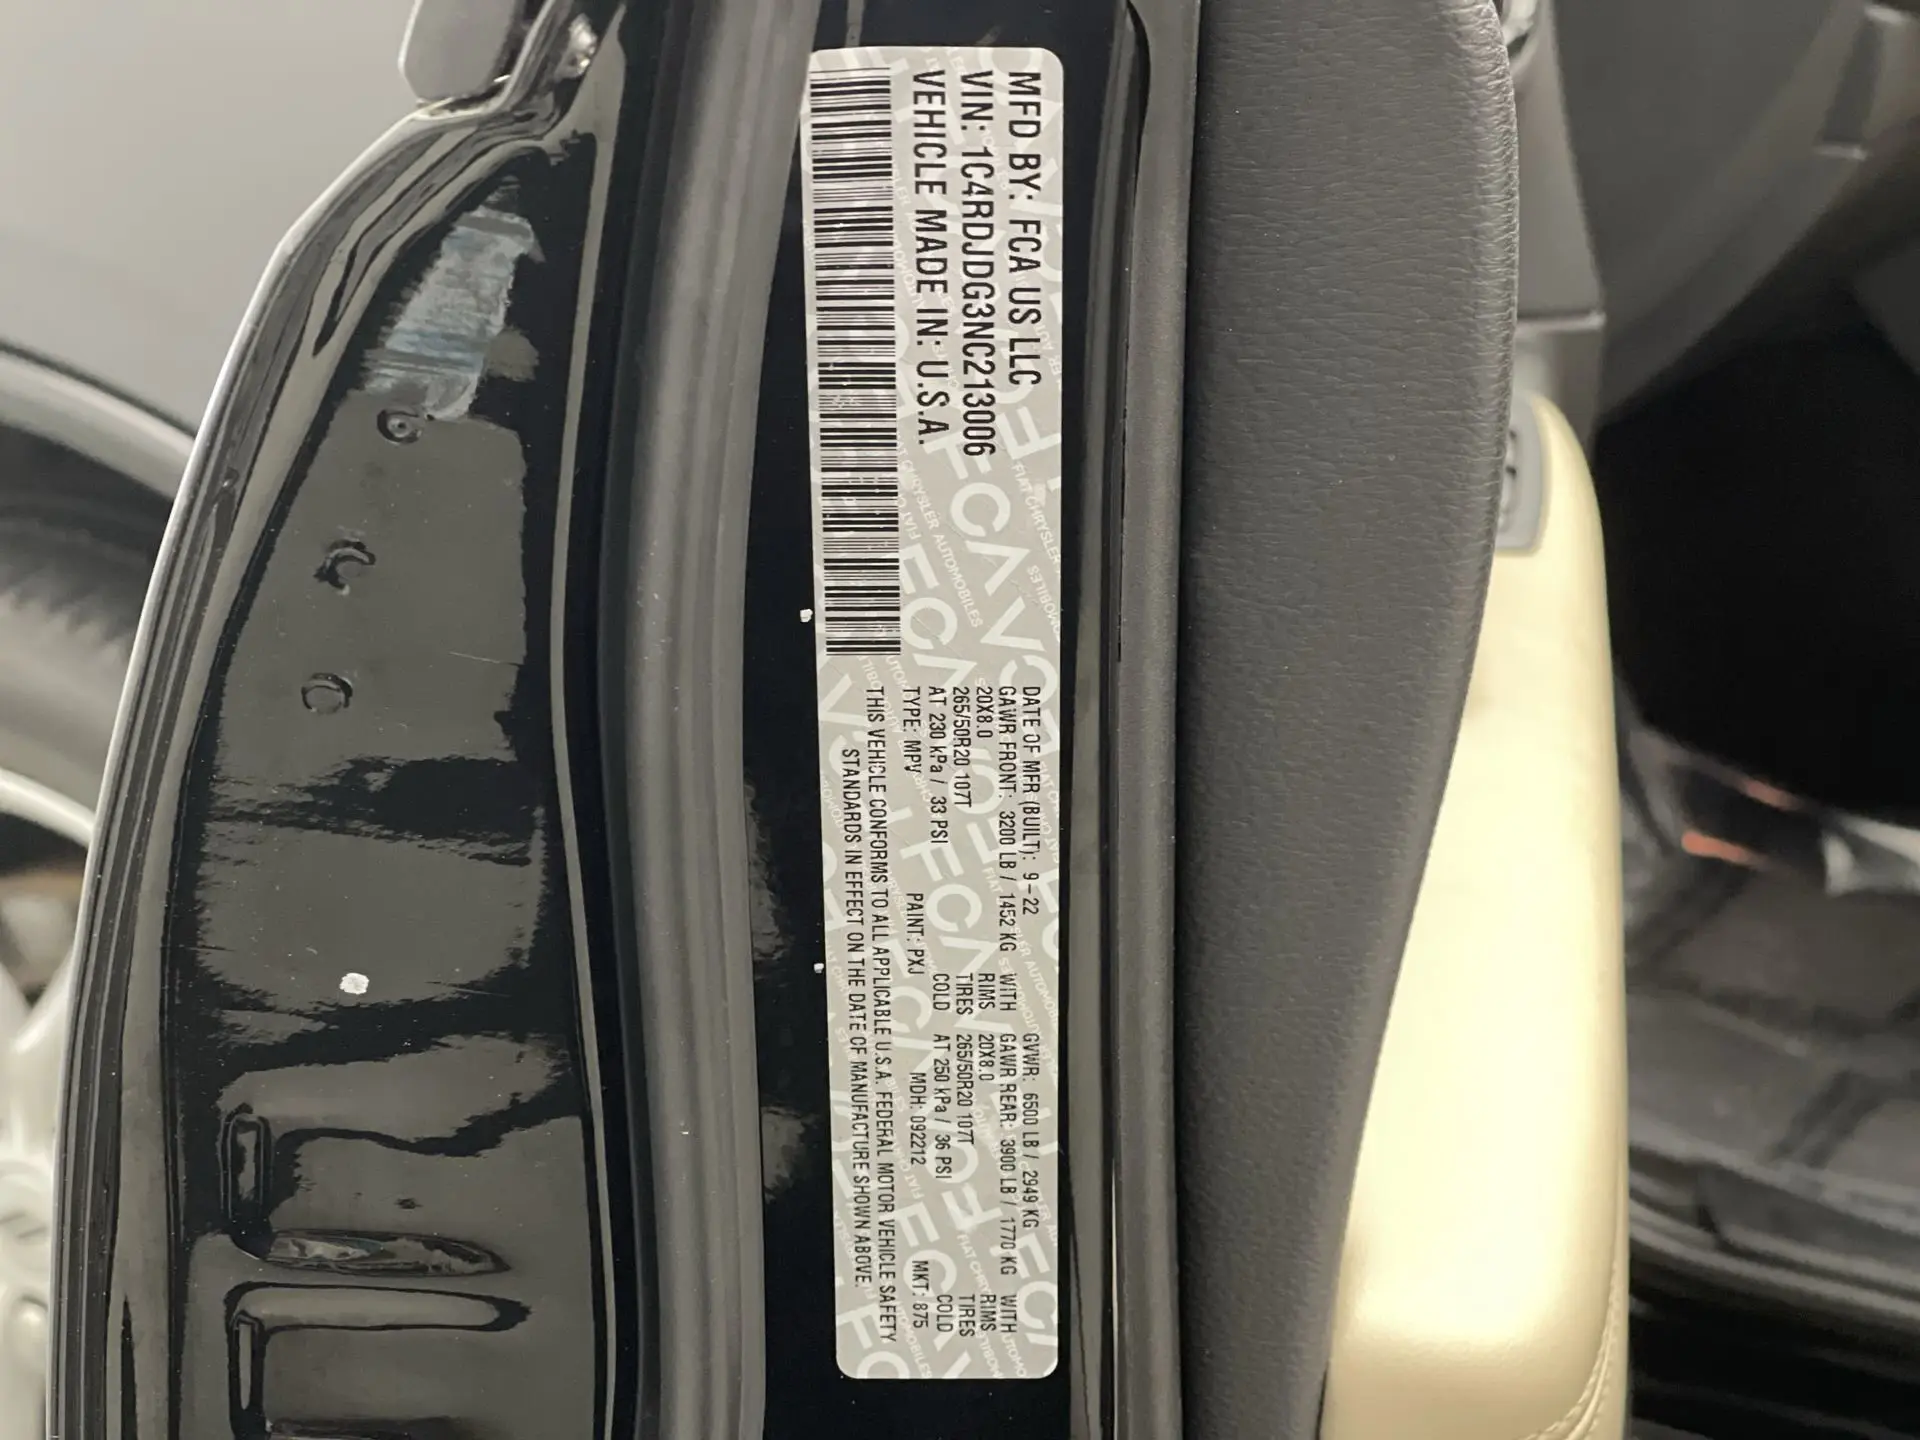 MFD BY: FCA US LLC
VIN: 1C4RDJDG3NC213006
VEHICLE MADE IN: U.S.A.
DATE OF MFR (BUILT): 9-22 GVWR: 6500 LB / 2949 KG
GAWR FRONT: 3200 LB / 1452 KG WITH GAWR REAR: 3900 LB / 1770 KG WITH
20X8.0 RIMS 20X8.0 RIMS
265/50R20 107T TIRES 265/50R20 107T TIRES
AT 230 kPa / 33 PSI COLD AT 250 kPa / 36 PSI COLD
TYPE: MPV PAINT: PXJ MDH: 092212 MKT: 875
THIS VEHICLE CONFORMS TO ALL APPLICABLE U.S.A. FEDERAL MOTOR VEHICLE SAFETY
STANDARDS IN EFFECT ON THE DATE OF MANUFACTURE SHOWN ABOVE.
FCA
FIAT CHRYSLER AUTOMOBILES